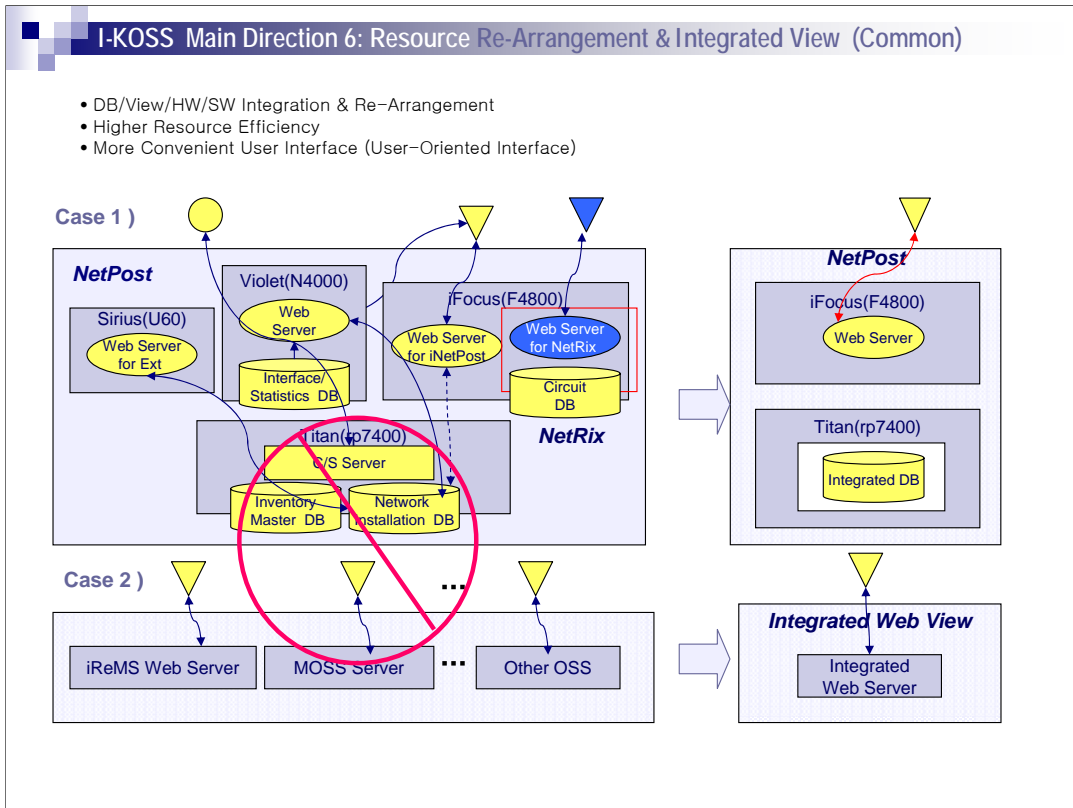 I-KOSS Main Direction 6: Resource Re-Arrangement & Integrated View (Common)
• DB/View/HW/SW Integration & Re-Arrangement
• Higher Resource Efficiency
• More Convenient User Interface (User-Oriented Interface)
Case 1 )
NetPost
Violet(N4000)
Web
Server
Interface/
Statistics DB
Sirius(U60)
Web Server
for Ext
iFocus(F4800)
Web Server
for iNetPost
Web Server
for NetRix
Circuit
DB
NetRix
Titan(rp7400)
C/S Server
Inventory
Master DB
Network
Installation DB
NetPost
iFocus(F4800)
Web Server
Titan(rp7400)
Integrated DB
Case 2 )
...
iReMS Web Server
MOSS Server
...
Other OSS
Integrated Web View
Integrated
Web Server